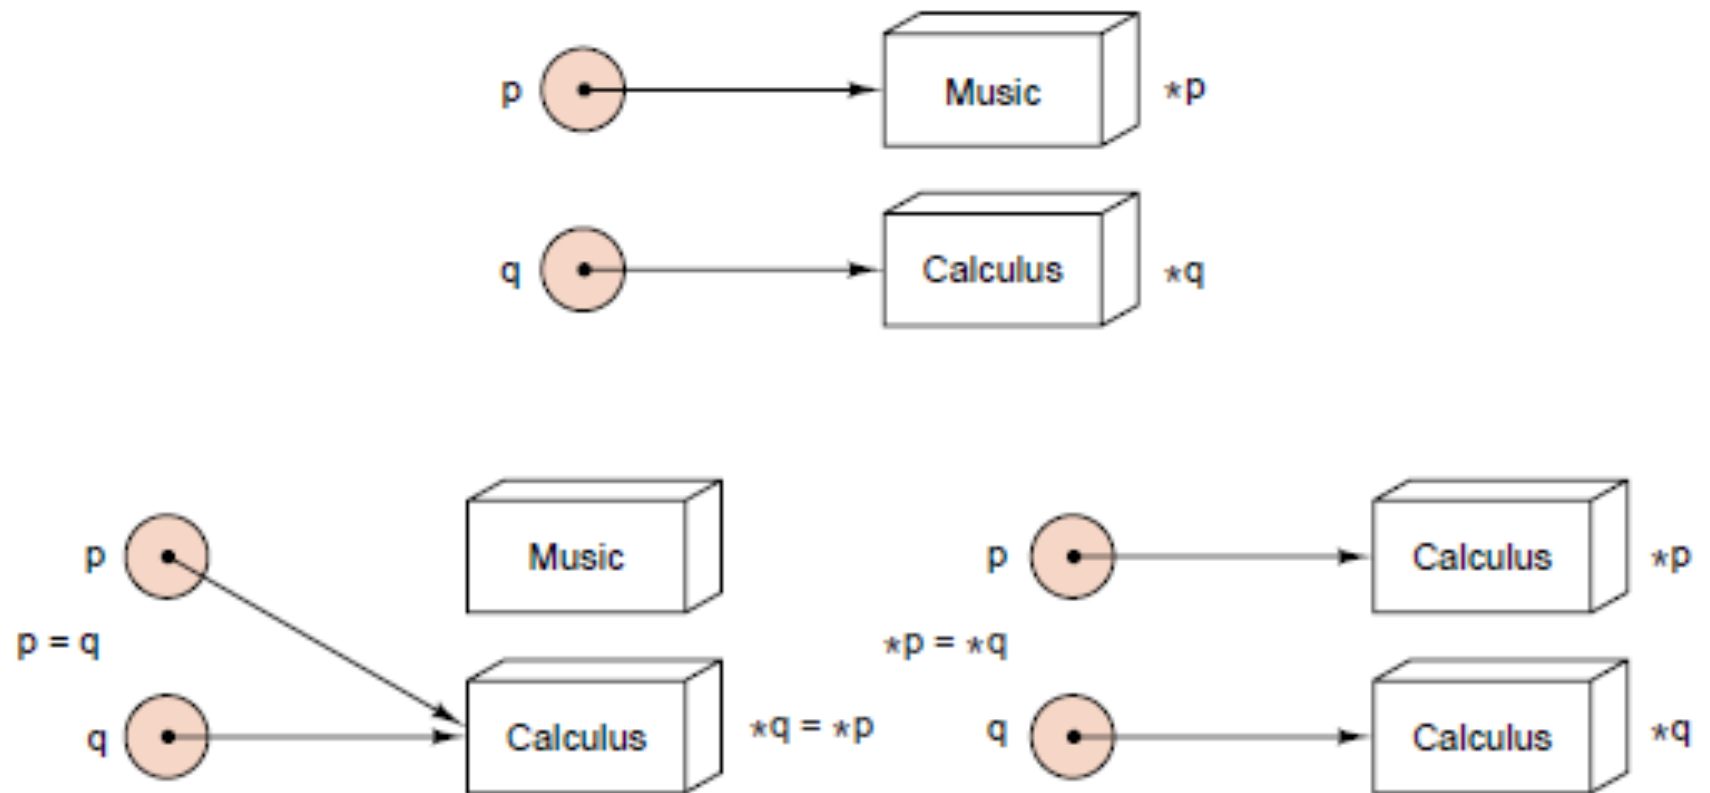 p Music *p
q Calculus *q
p Music
p = q
q Calculus *q = *p
p Calculus *p
*p = *q
q Calculus *q